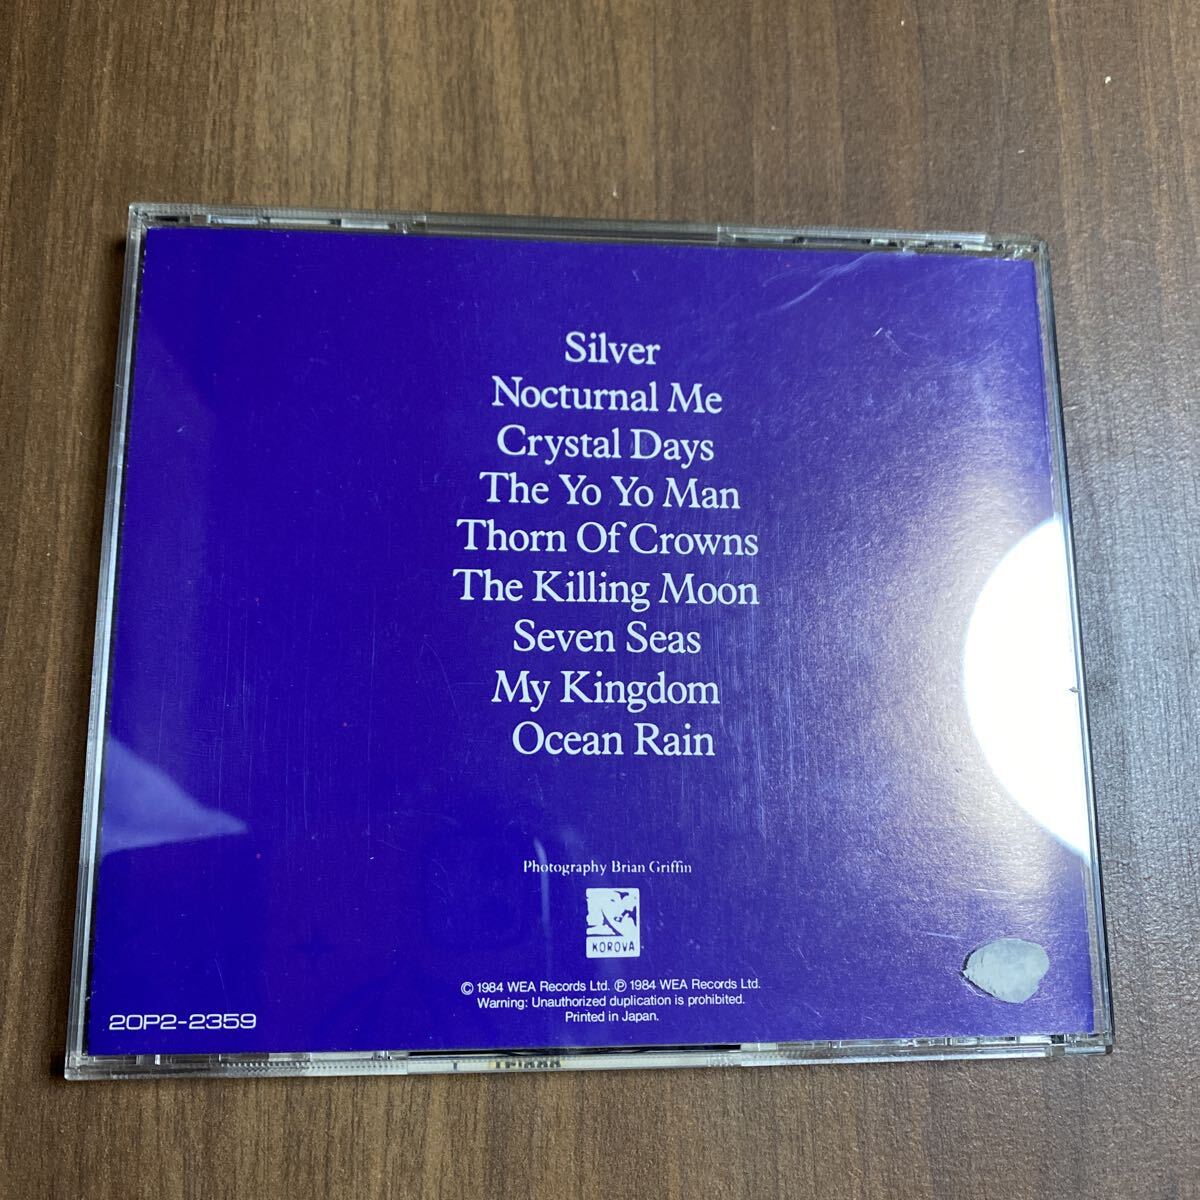 Silver
Nocturnal Me
Crystal Days
The Yo Yo Man
Thorn Of Crowns
The Killing Moon
Seven Seas
My Kingdom
Ocean Rain
Photography Brian Griffin
KOROVA
© 1984 WEA Records Ltd. ℗ 1984 WEA Records Ltd.
Warning: Unauthorized duplication is prohibited.
Printed in Japan.
20P2-2359